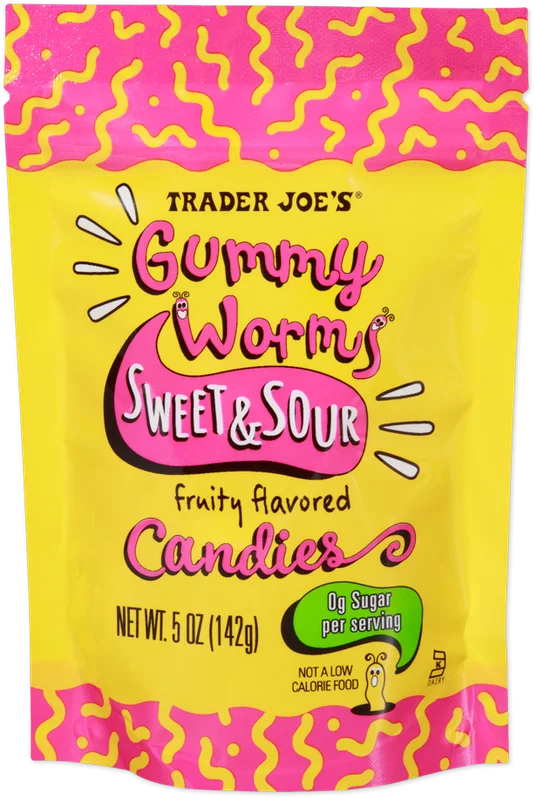 TRADER JOE'S®
Gummy
Worms
SWEET & SOUR
fruity flavored
Candies
NET WT. 5 OZ (142g)
0g Sugar
per serving
NOT A LOW
CALORIE FOOD
K
DAIRY